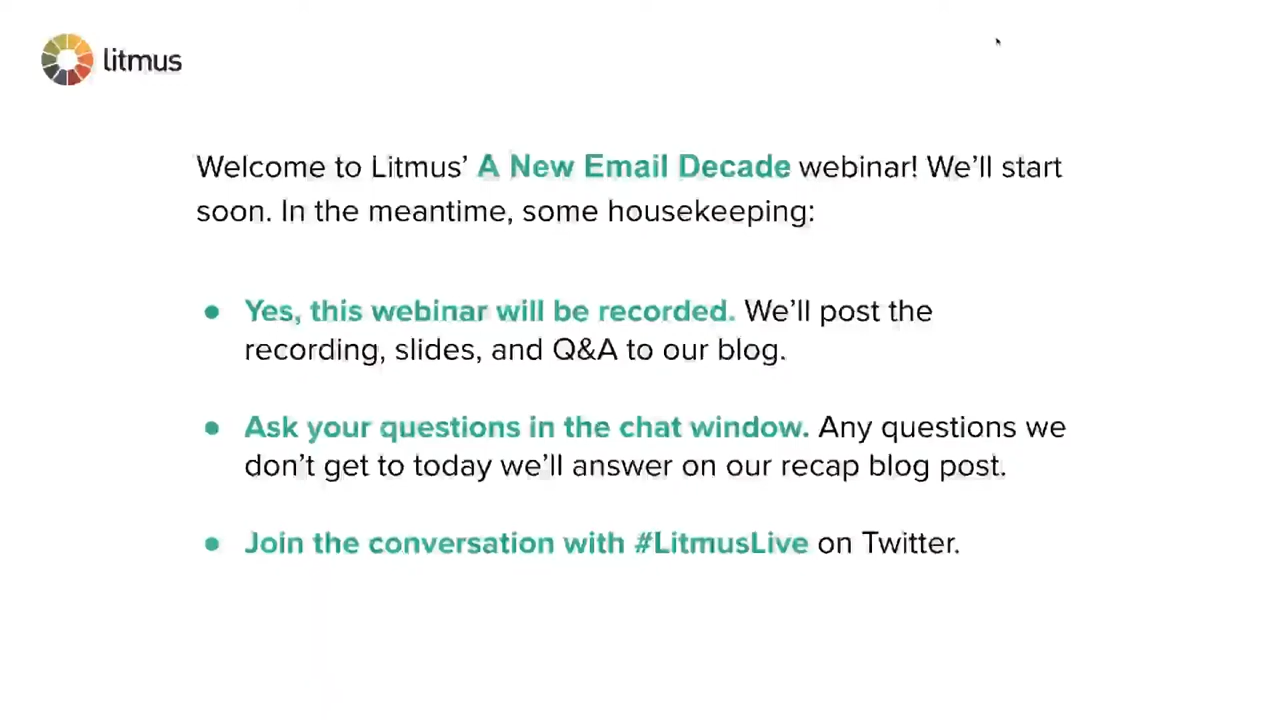 litmus
Welcome to Litmus’ A New Email Decade webinar! We’ll start
soon. In the meantime, some housekeeping:
● Yes, this webinar will be recorded. We’ll post the
recording, slides, and Q&A to our blog.
● Ask your questions in the chat window. Any questions we
don’t get to today we’ll answer on our recap blog post.
● Join the conversation with #LitmusLive on Twitter.